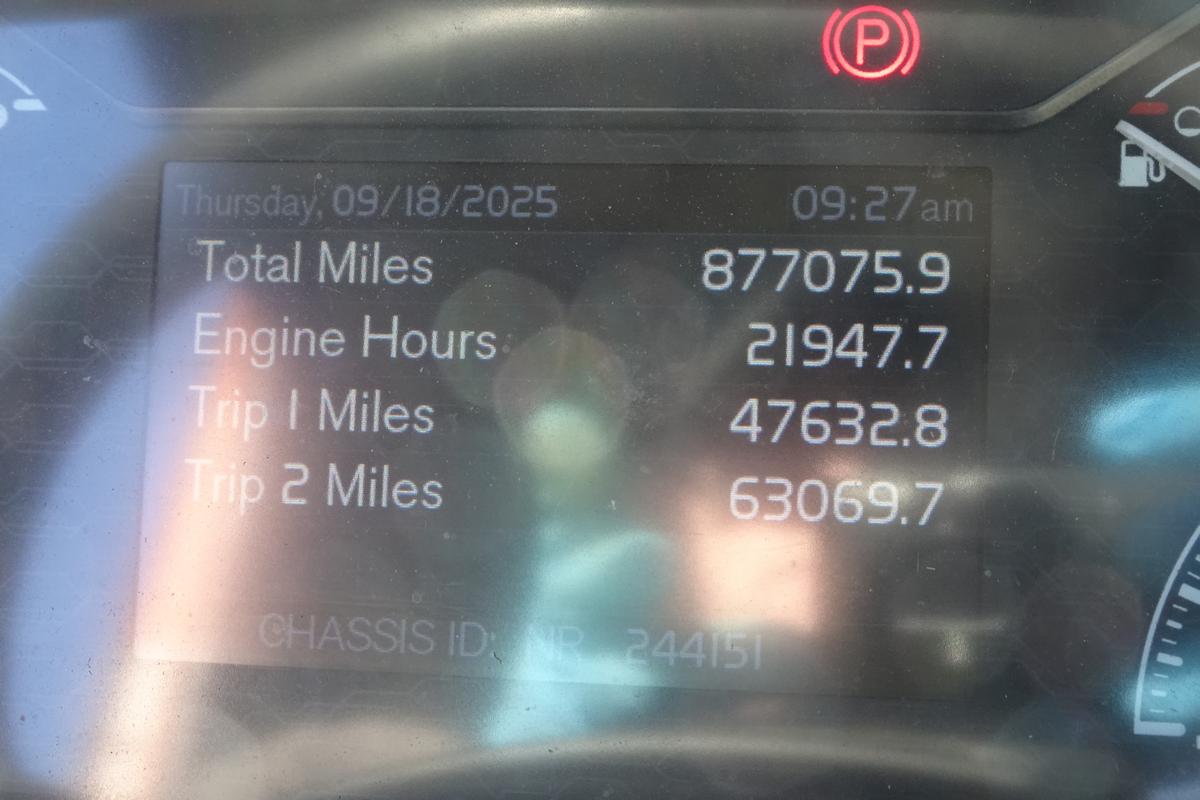 P
Thursday, 09/18/2025 09:27am
Total Miles 877075.9
Engine Hours 21947.7
Trip 1 Miles 47632.8
Trip 2 Miles 63069.7
CHASSIS ID: NR 244151